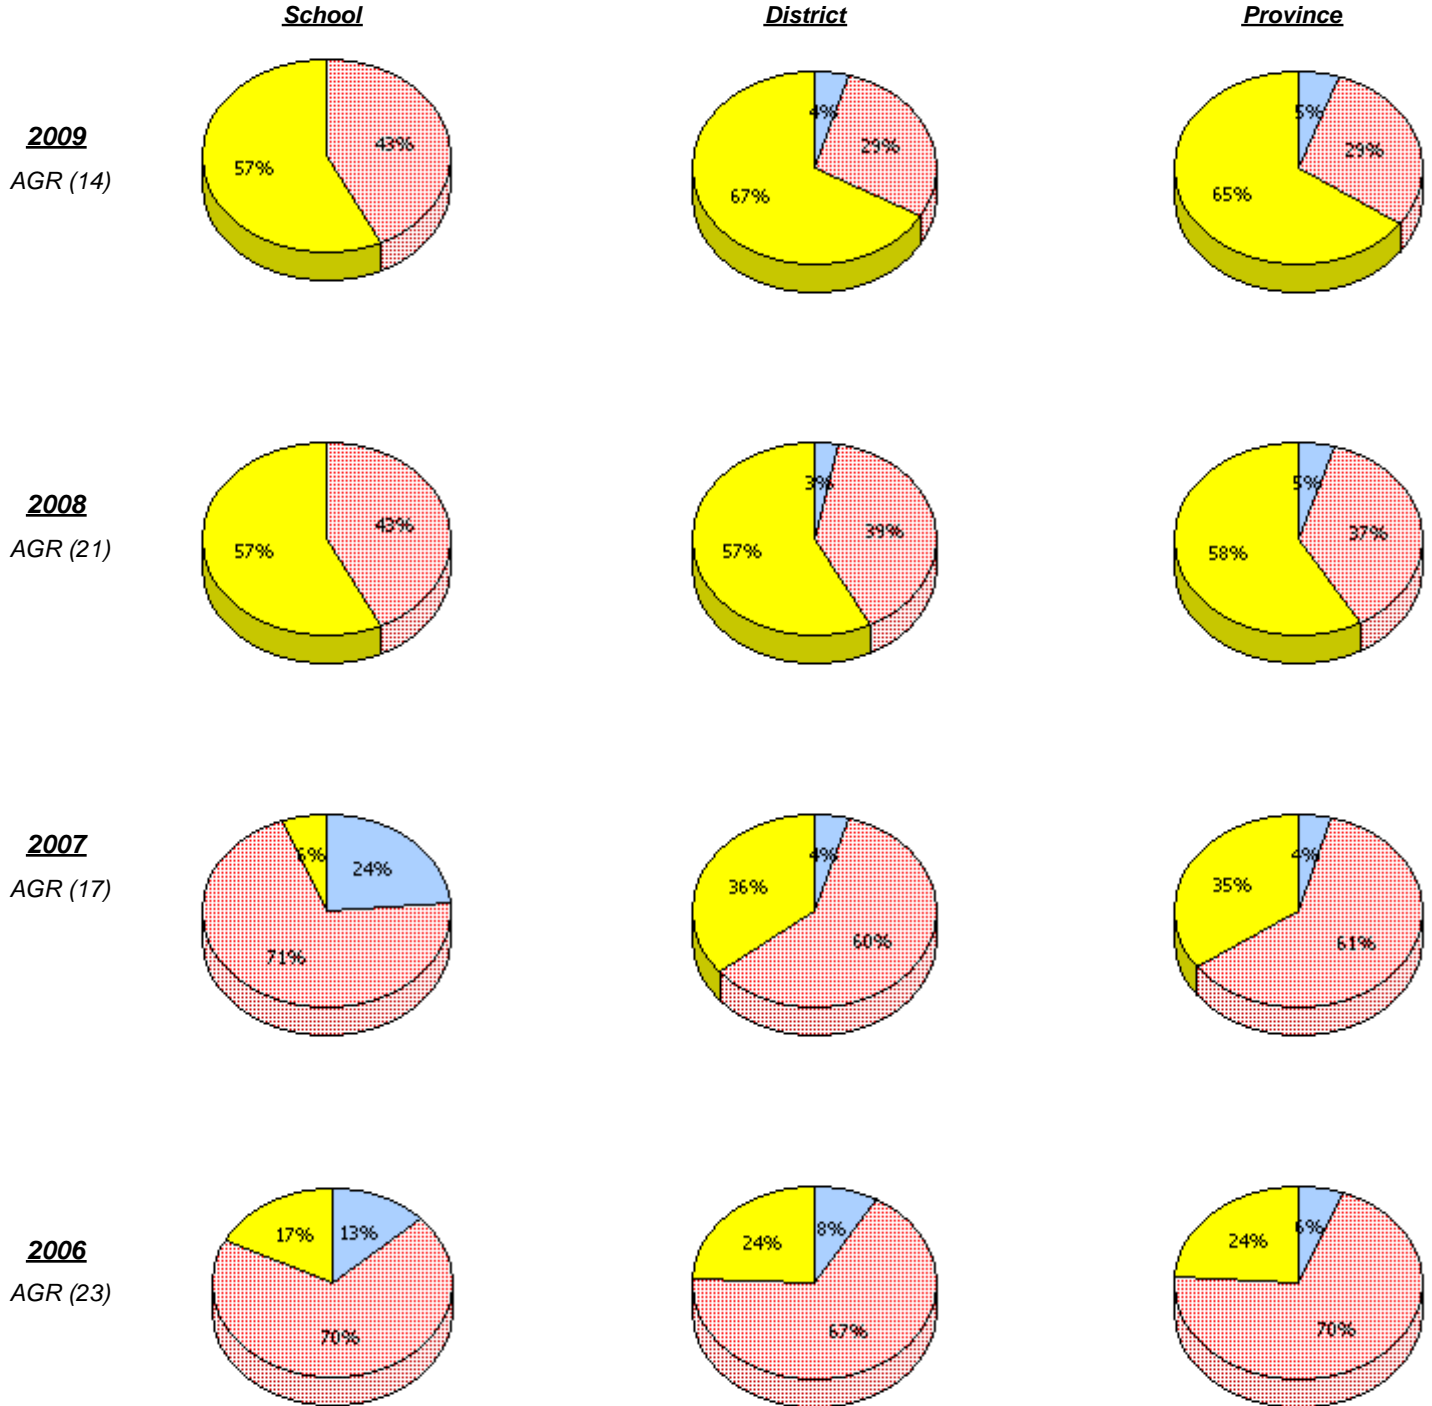 School District Province
2009
AGR (14)
57% 43%
4% 29% 67%
5% 29% 65%
2008
AGR (21)
57% 43%
3% 39% 57%
5% 37% 58%
2007
AGR (17)
6% 24% 71%
36% 4% 60%
35% 4% 61%
2006
AGR (23)
17% 13% 70%
24% 8% 67%
24% 6% 70%